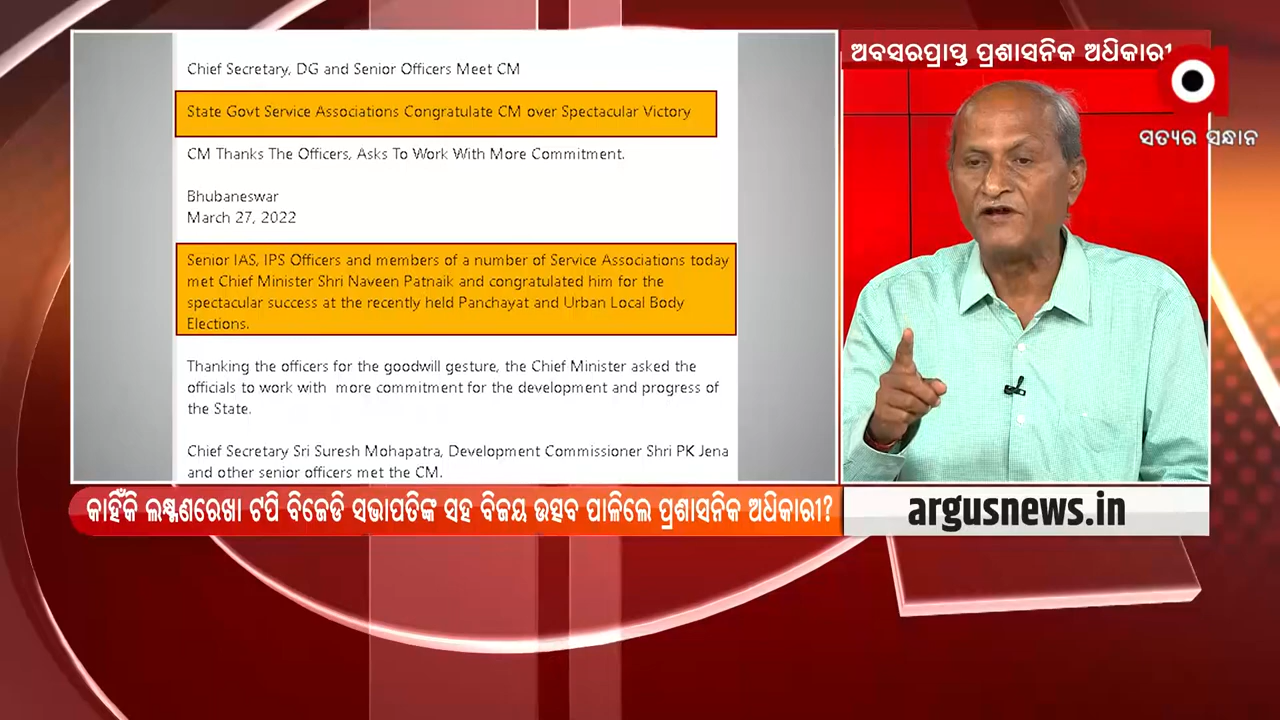 Chief Secretary, DG and Senior Officers Meet CM
State Govt Service Associations Congratulate CM over Spectacular Victory
CM Thanks The Officers, Asks To Work With More Commitment.
Bhubaneswar
March 27, 2022
Senior IAS, IPS Officers and members of a number of Service Associations today
met Chief Minister Shri Naveen Patnaik and congratulated him for the
spectacular success at the recently held Panchayat and Urban Local Body
Elections.
Thanking the officers for the goodwill gesture, the Chief Minister asked the
officials to work with more commitment for the development and progress of
the State.
Chief Secretary Sri Suresh Mohapatra, Development Commissioner Shri PK Jena
and other senior officers met the CM.
ଅବସରପ୍ରାପ୍ତ ପ୍ରଶାସନିକ ଅଧିକାରୀ
ସତ୍ୟର ସନ୍ଧାନ
କାହିଁକି ଲକ୍ଷ୍ମଣରେଖା ଟପି ବିଜେଡି ସଭାପତିଙ୍କ ସହ ବିଜୟ ଉତ୍ସବ ପାଳିଲେ ପ୍ରଶାସନିକ ଅଧିକାରୀ?
argusnews.in